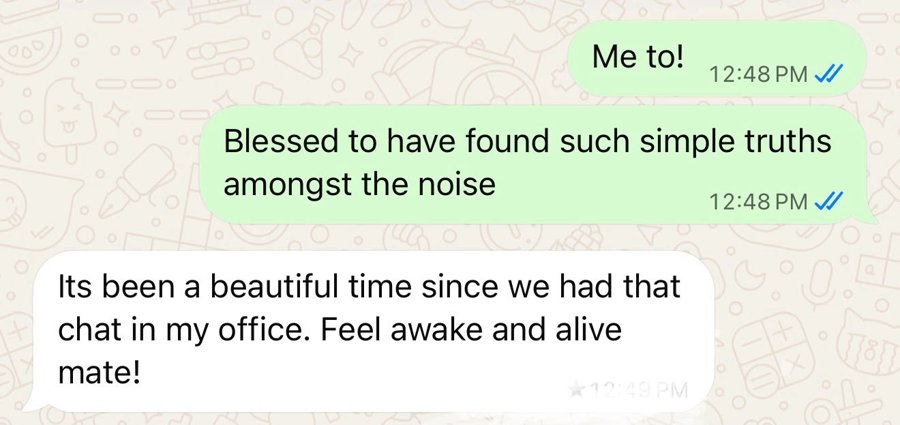 Me to!
12:48 PM
Blessed to have found such simple truths
amongst the noise
12:48 PM
Its been a beautiful time since we had that
chat in my office. Feel awake and alive
mate!
12:49 PM